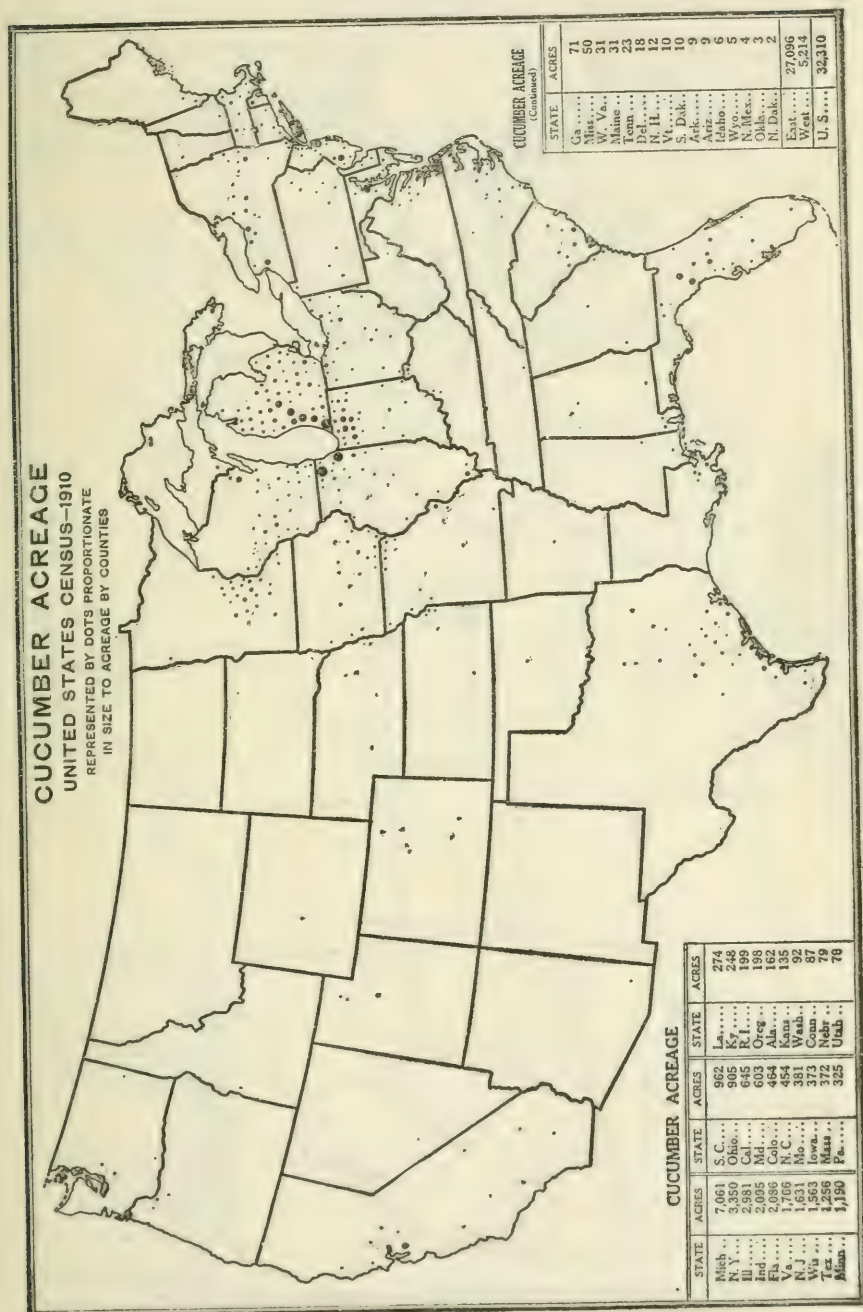 CUCUMBER ACREAGE
UNITED STATES CENSUS—1910
REPRESENTED BY DOTS PROPORTIONATE
IN SIZE TO ACREAGE BY COUNTIES
CUCUMBER ACREAGE
STATE ACRES STATE ACRES STATE ACRES
Mich.. 7,061 S. C.... 962 La..... 274
N. Y... 3,350 Ohio.... 905 Ky..... 248
Ill..... 2,981 Cal..... 645 R. I.... 199
Ind.... 2,095 Md..... 603 Oreg.. 198
Fla.... 2,086 Colo.... 464 Ala.... 162
Va..... 1,766 N. C.... 454 Kans.. 135
N. J.... 1,631 Mo..... 381 Wash.. 92
Wis.... 1,563 Iowa... 373 Conn.. 87
Tex.... 1,256 Mass... 372 Nebr.. 79
Minn.. 1,190 Pa..... 325 Utah.. 78
CUCUMBER ACREAGE
(Continued)
STATE ACRES
Ga..... 71
Miss.... 50
W. Va.. 31
Maine.. 31
Tenn... 23
Del..... 18
N. H.... 12
Vt...... 10
S. Dak.. 10
Ark..... 9
Ariz.... 9
Idaho... 6
Wyo.... 5
N. Mex.. 4
Okla.... 3
N. Dak.. 2
East.... 27,096
West... 5,214
U. S.... 32,310